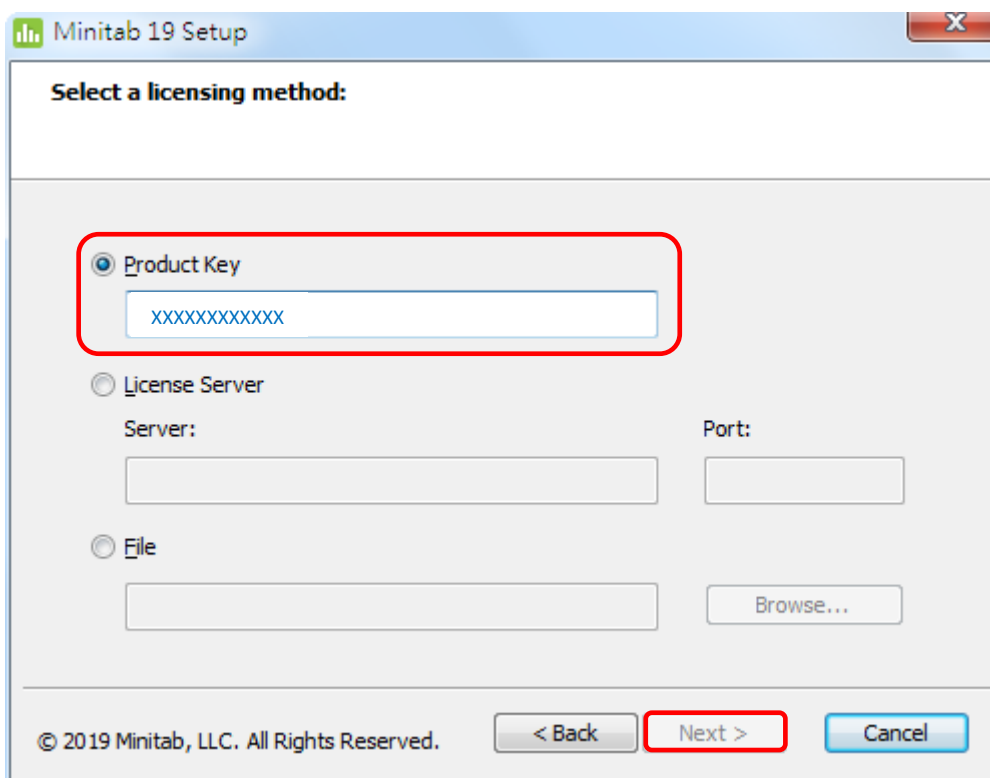 Minitab 19 Setup
X
Select a licensing method:
Product Key
XXXXXXXXXXXX
License Server
Server: Port:
File
Browse...
© 2019 Minitab, LLC. All Rights Reserved. < Back Next > Cancel